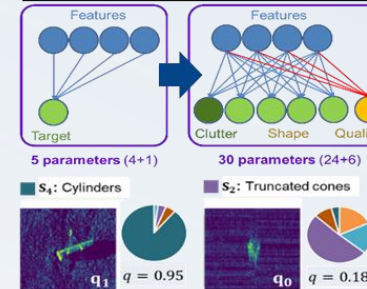 Features
Features
Target
Clutter
Shape
Quali
5 parameters (4+1)
30 parameters (24+6)
s₄: Cylinders
s₂: Truncated cones
q₁
q = 0.95
q₀
q = 0.18